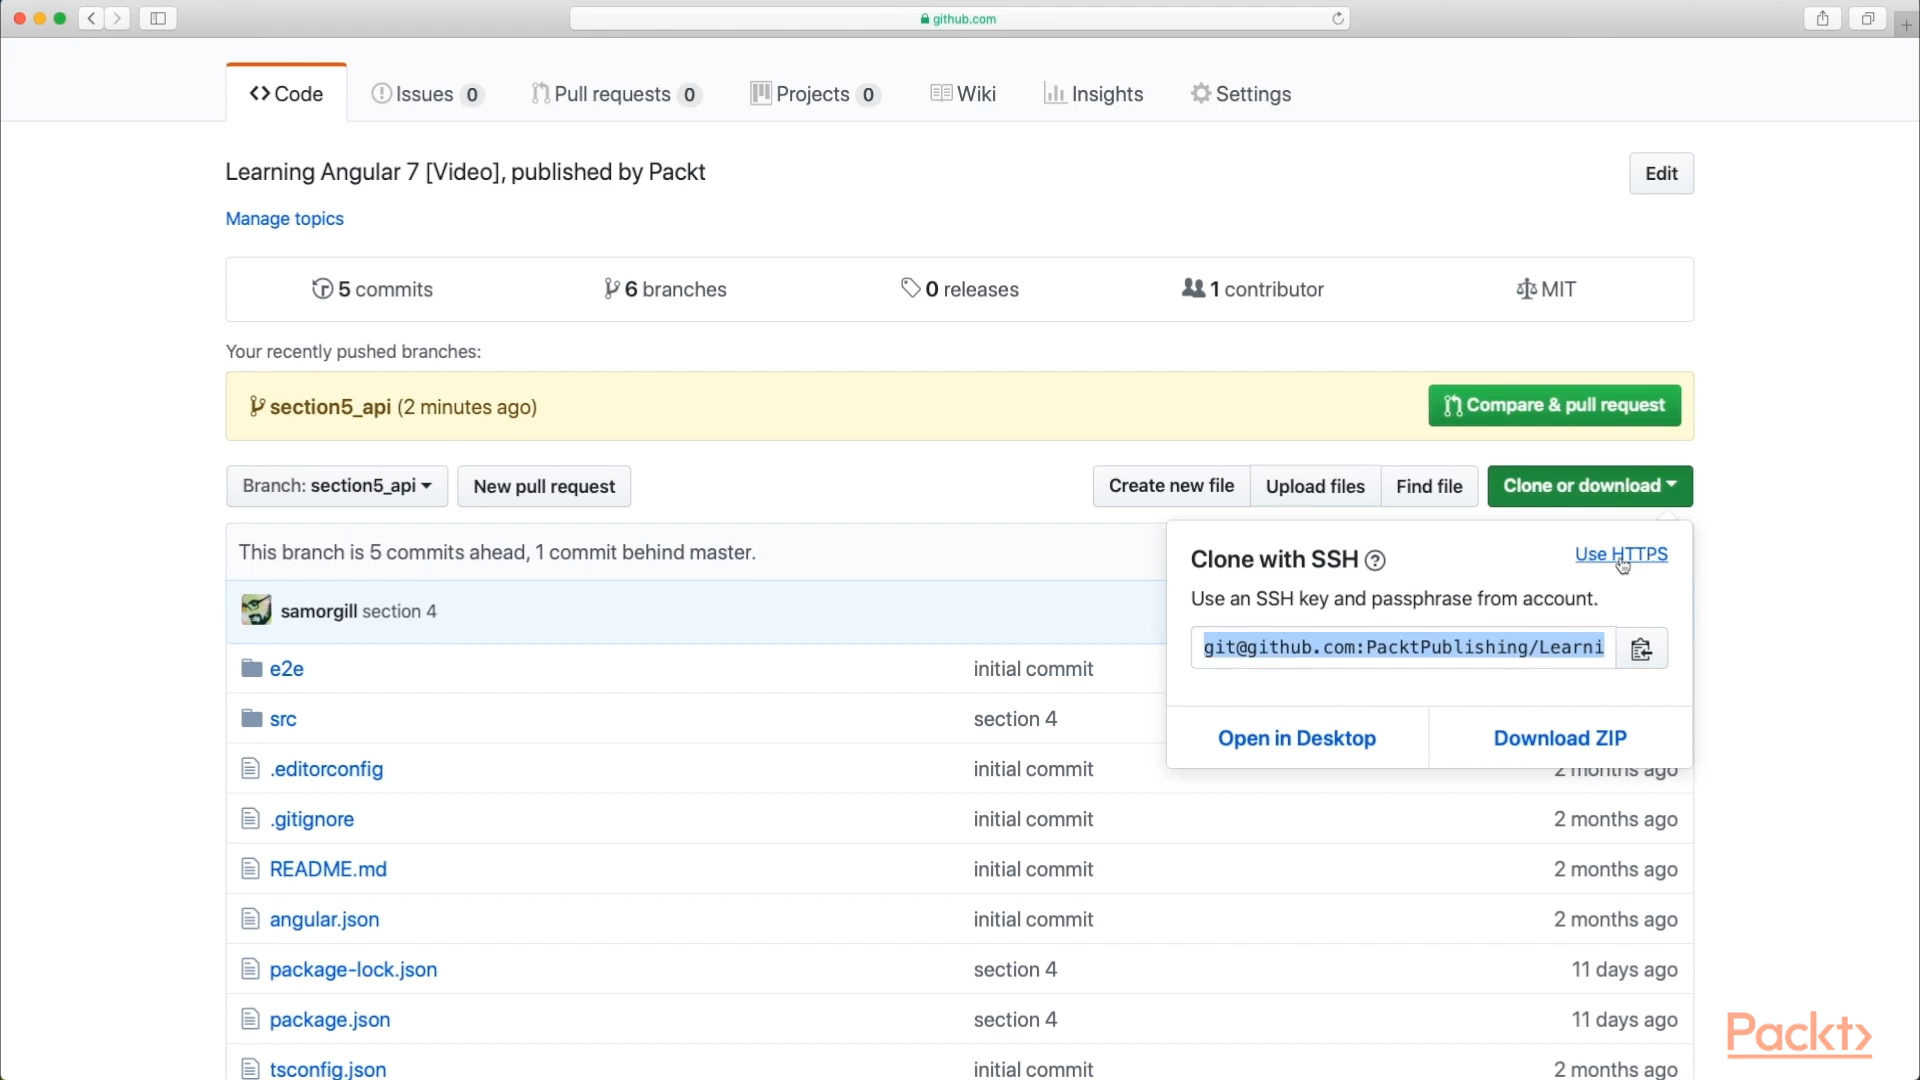 github.com
Code
Issues 0
Pull requests 0
Projects 0
Wiki
Insights
Settings
Learning Angular 7 [Video], published by Packt
Edit
Manage topics
5 commits
6 branches
0 releases
1 contributor
MIT
Your recently pushed branches:
section5_api (2 minutes ago)
Compare & pull request
Branch: section5_api
New pull request
Create new file
Upload files
Find file
Clone or download
This branch is 5 commits ahead, 1 commit behind master.
Clone with SSH
Use HTTPS
Use an SSH key and passphrase from account.
git@github.com:PacktPublishing/Learni
Open in Desktop
Download ZIP
samorgill section 4
e2e initial commit
src section 4
.editorconfig initial commit 2 months ago
.gitignore initial commit 2 months ago
README.md initial commit 2 months ago
angular.json initial commit 2 months ago
package-lock.json section 4 11 days ago
package.json section 4 11 days ago
tsconfig.json initial commit 2 months ago
Packt